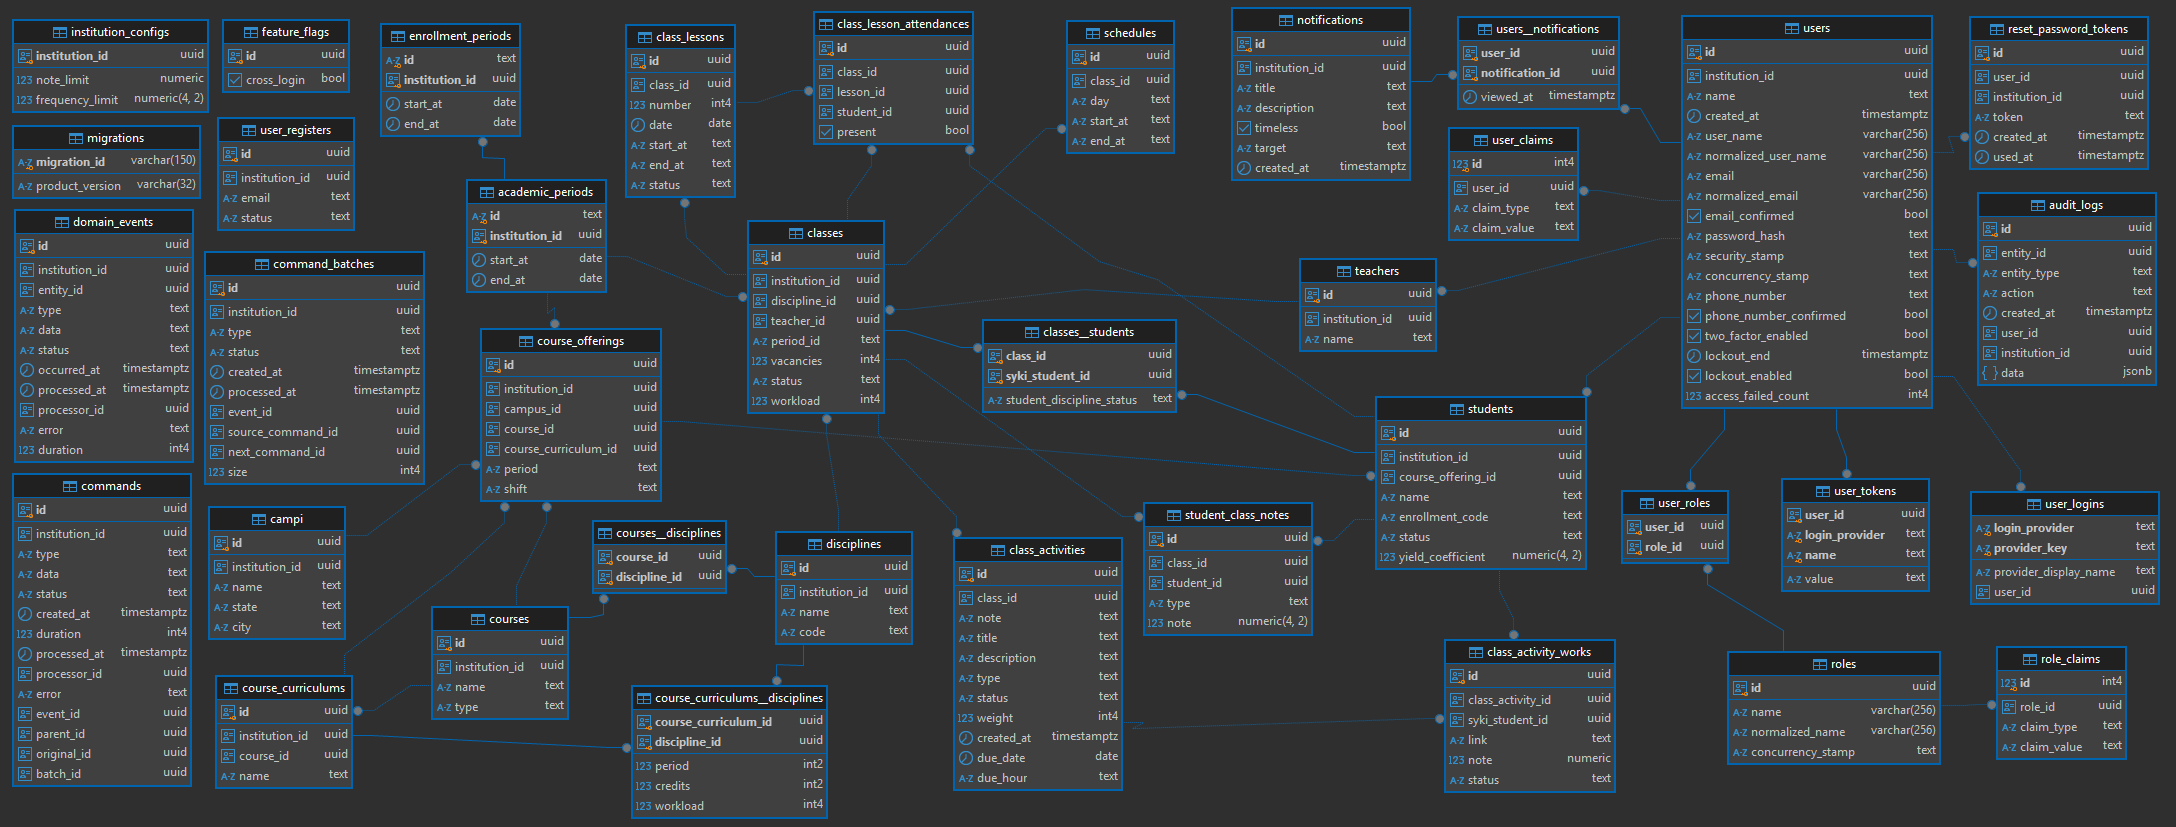 institution_configs
institution_id uuid
note_limit numeric
frequency_limit numeric(4, 2)
feature_flags
id uuid
cross_login bool
enrollment_periods
id text
institution_id uuid
start_at date
end_at date
class_lessons
id uuid
class_id uuid
number int4
date date
start_at text
end_at text
status text
class_lesson_attendances
id uuid
class_id uuid
lesson_id uuid
student_id uuid
present bool
schedules
id uuid
class_id uuid
day text
start_at text
end_at text
notifications
id uuid
institution_id uuid
title text
description text
timeless bool
target text
created_at timestamptz
users__notifications
user_id uuid
notification_id uuid
viewed_at timestamptz
users
id uuid
institution_id uuid
name text
created_at timestamptz
user_name varchar(256)
normalized_user_name varchar(256)
email varchar(256)
normalized_email varchar(256)
email_confirmed bool
password_hash text
security_stamp text
concurrency_stamp text
phone_number text
phone_number_confirmed bool
two_factor_enabled bool
lockout_end timestamptz
lockout_enabled bool
access_failed_count int4
reset_password_tokens
id uuid
user_id uuid
institution_id uuid
token text
created_at timestamptz
used_at timestamptz
migrations
migration_id varchar(150)
product_version varchar(32)
user_registers
id uuid
institution_id uuid
email text
status text
user_claims
id int4
user_id uuid
claim_type text
claim_value text
academic_periods
id text
institution_id uuid
start_at date
end_at date
audit_logs
id uuid
entity_id uuid
entity_type text
action text
created_at timestamptz
user_id uuid
institution_id uuid
data jsonb
domain_events
id uuid
institution_id uuid
entity_id uuid
type text
data text
status text
occurred_at timestamptz
processed_at timestamptz
processor_id uuid
error text
duration int4
command_batches
id uuid
institution_id uuid
type text
status text
created_at timestamptz
processed_at timestamptz
event_id uuid
source_command_id uuid
next_command_id uuid
size int4
classes
id uuid
institution_id uuid
discipline_id uuid
teacher_id uuid
period_id text
vacancies int4
status text
workload int4
teachers
id uuid
institution_id uuid
name text
classes__students
class_id uuid
syki_student_id uuid
student_discipline_status text
course_offerings
id uuid
institution_id uuid
campus_id uuid
course_id uuid
course_curriculum_id uuid
period text
shift text
students
id uuid
institution_id uuid
course_offering_id uuid
name text
enrollment_code text
status text
yield_coefficient numeric(4, 2)
commands
id uuid
institution_id uuid
type text
data text
status text
created_at timestamptz
duration int4
processed_at timestamptz
processor_id uuid
error text
event_id uuid
parent_id uuid
original_id uuid
batch_id uuid
campi
id uuid
institution_id uuid
name text
state text
city text
courses__disciplines
course_id uuid
discipline_id uuid
disciplines
id uuid
institution_id uuid
name text
code text
class_activities
id uuid
class_id uuid
note text
title text
description text
type text
status text
weight int4
created_at timestamptz
due_date date
due_hour text
student_class_notes
id uuid
class_id uuid
student_id uuid
type text
note numeric(4, 2)
user_roles
user_id uuid
role_id uuid
user_tokens
user_id uuid
login_provider text
name text
value text
user_logins
login_provider text
provider_key text
provider_display_name text
user_id uuid
courses
id uuid
institution_id uuid
name text
type text
course_curriculums
id uuid
institution_id uuid
course_id uuid
name text
course_curriculums__disciplines
course_curriculum_id uuid
discipline_id uuid
period int2
credits int2
workload int4
class_activity_works
id uuid
class_activity_id uuid
syki_student_id uuid
link text
note numeric
status text
roles
id uuid
name varchar(256)
normalized_name varchar(256)
concurrency_stamp text
role_claims
id int4
role_id uuid
claim_type text
claim_value text